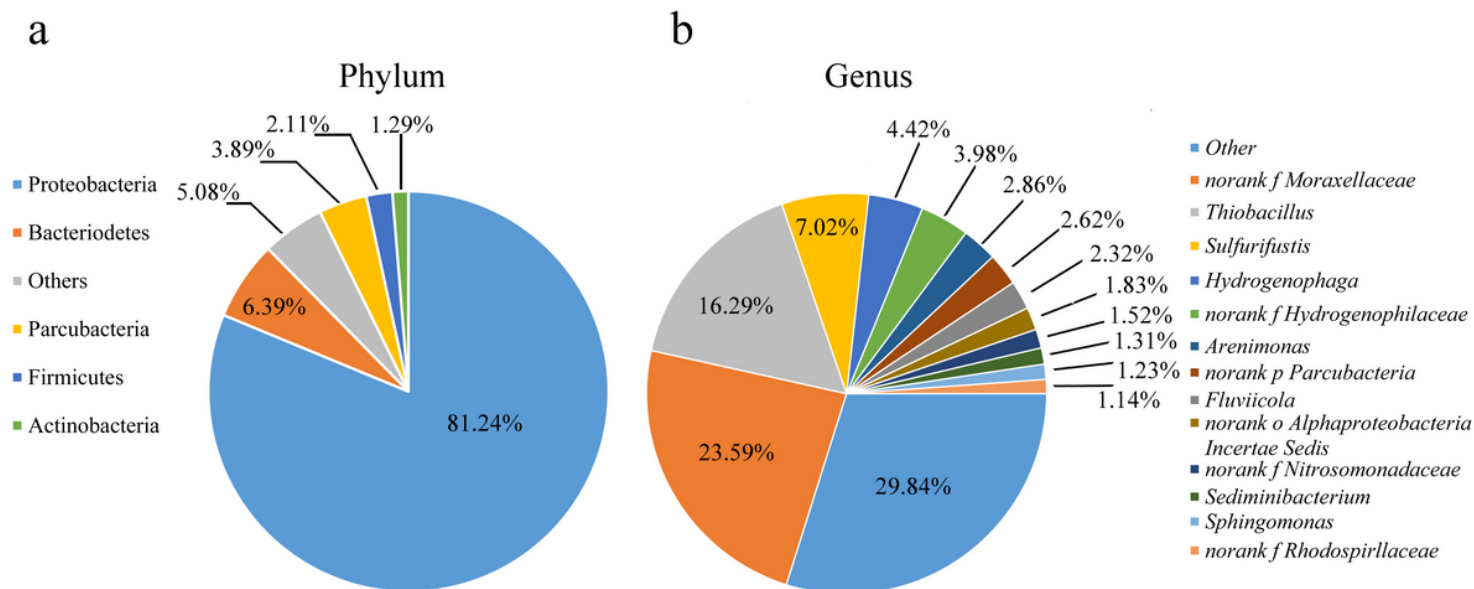 a
Phylum
Proteobacteria
Bacteriodetes
Others
Parcubacteria
Firmicutes
Actinobacteria
5.08%
3.89%
2.11%
1.29%
6.39%
81.24%
b
Genus
4.42%
3.98%
2.86%
2.62%
2.32%
1.83%
1.52%
1.31%
1.23%
1.14%
7.02%
16.29%
23.59%
29.84%
Other
norank f Moraxellaceae
Thiobacillus
Sulfurifustis
Hydrogenophaga
norank f Hydrogenophilaceae
Arenimonas
norank p Parcubacteria
Fluviicola
norank o Alphaproteobacteria
Incertae Sedis
norank f Nitrosomonadaceae
Sediminibacterium
Sphingomonas
norank f Rhodospirllaceae